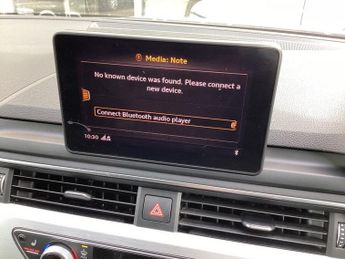 Media: Note
No known device was found. Please connect a
new device.
Connect Bluetooth audio player
10:30